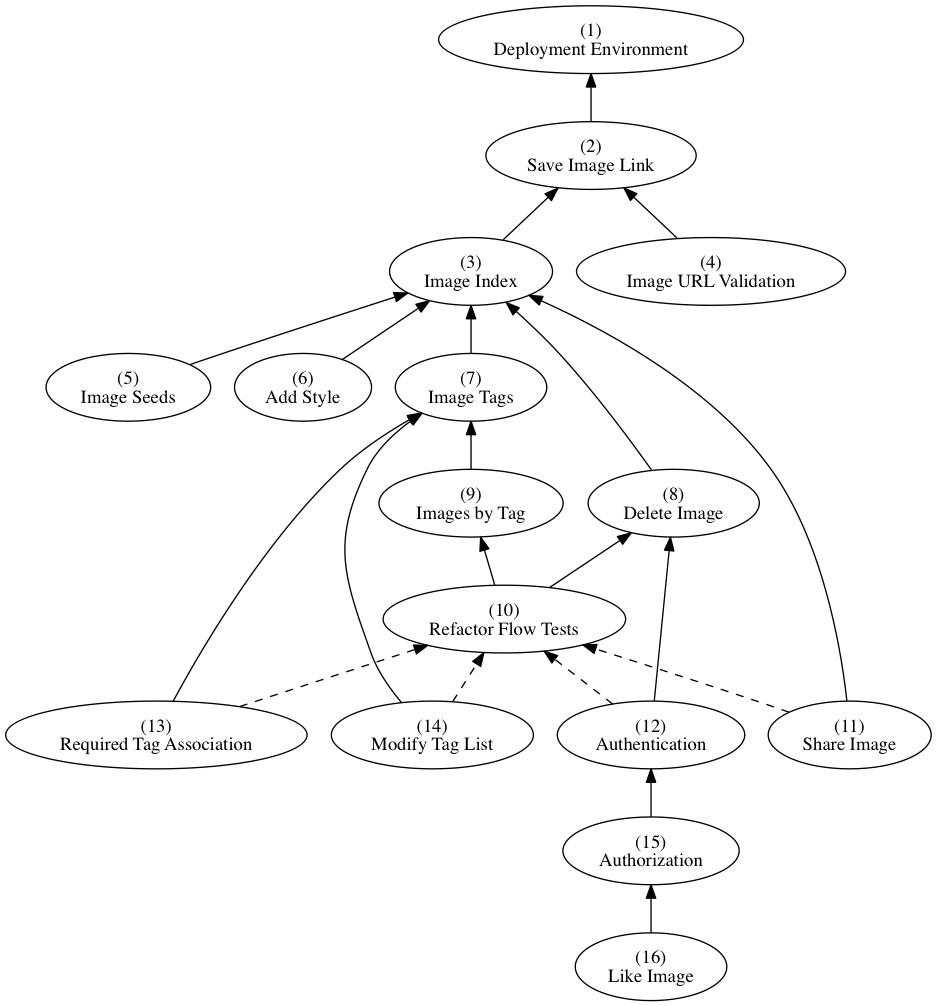 (1)
Deployment Environment
(2)
Save Image Link
(3)
Image Index
(4)
Image URL Validation
(5)
Image Seeds
(6)
Add Style
(7)
Image Tags
(9)
Images by Tag
(8)
Delete Image
(10)
Refactor Flow Tests
(13)
Required Tag Association
(14)
Modify Tag List
(12)
Authentication
(11)
Share Image
(15)
Authorization
(16)
Like Image